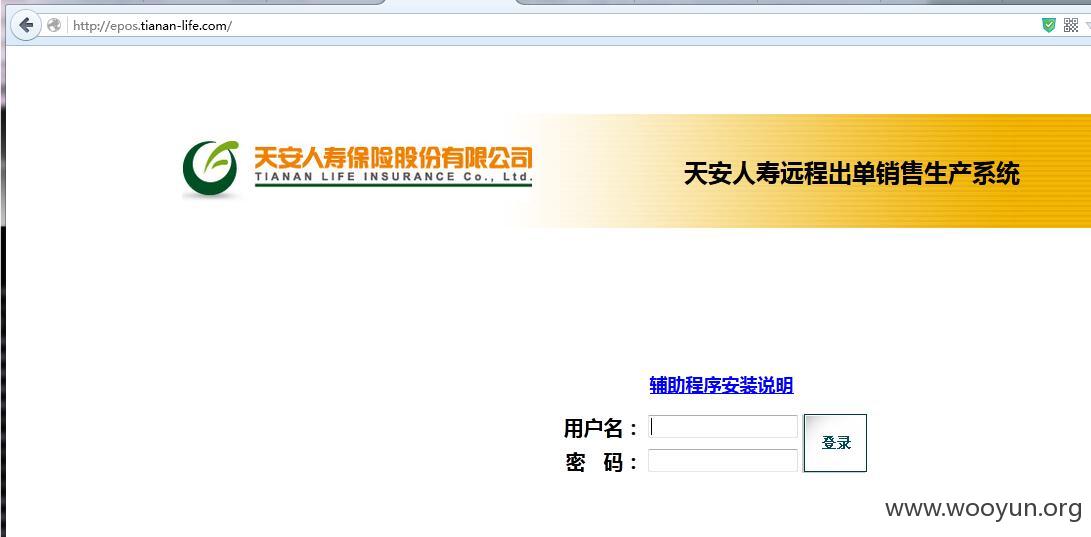 http://epos.tianan-life.com/
天安人寿保险股份有限公司
TIANAN LIFE INSURANCE Co., Ltd.
天安人寿远程出单销售生产系统
辅助程序安装说明
用户名：
密 码：
登录
www.wooyun.org